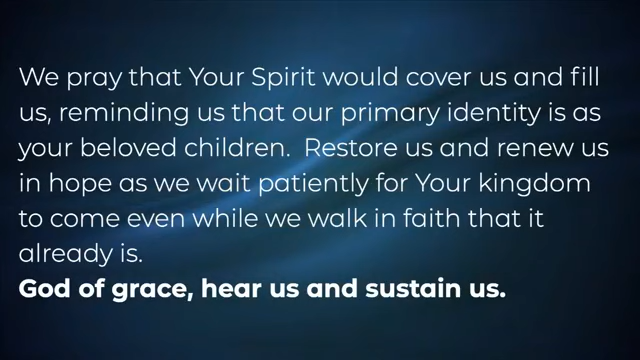 We pray that Your Spirit would cover us and fill
us, reminding us that our primary identity is as
your beloved children.  Restore us and renew us
in hope as we wait patiently for Your kingdom
to come even while we walk in faith that it
already is.
God of grace, hear us and sustain us.